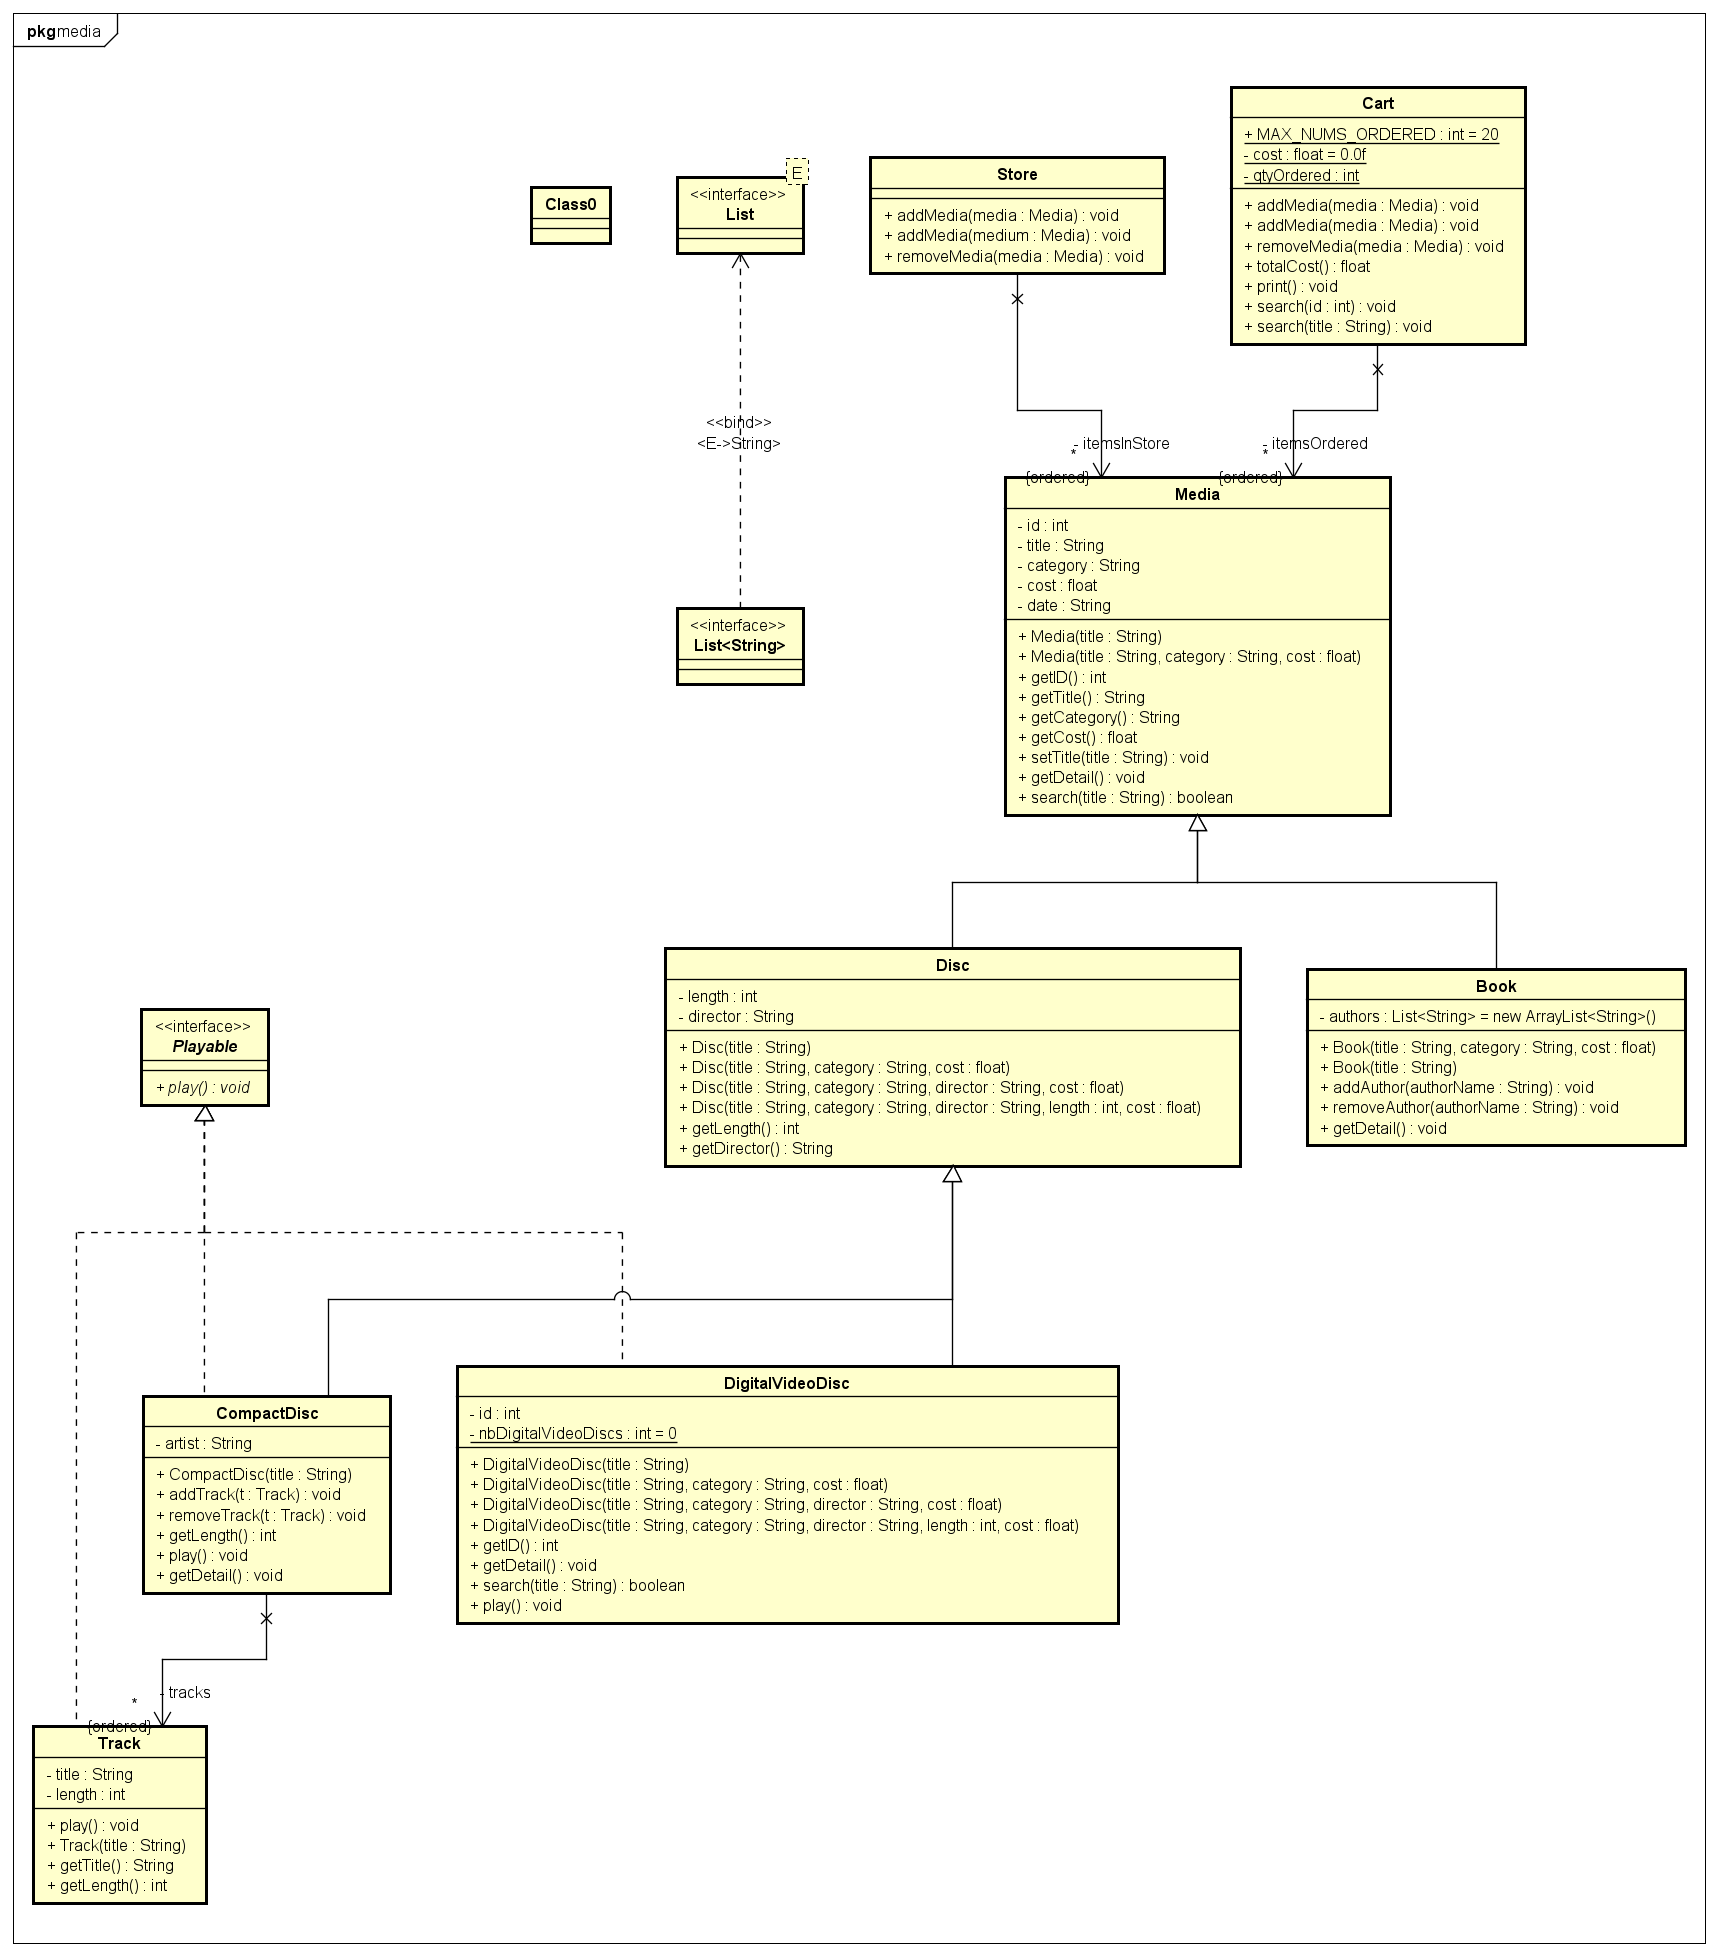 pkg media
Cart
+ MAX_NUMS_ORDERED : int = 20
- cost : float = 0.0f
- qtyOrdered : int
+ addMedia(media : Media) : void
+ addMedia(media : Media) : void
+ removeMedia(media : Media) : void
+ totalCost() : float
+ print() : void
+ search(id : int) : void
+ search(title : String) : void
Store
+ addMedia(media : Media) : void
+ addMedia(medium : Media) : void
+ removeMedia(media : Media) : void
E
<<interface>>
List
Class0
<<bind>>
<E->String>
- itemsInStore
*
{ordered}
- itemsOrdered
*
{ordered}
Media
- id : int
- title : String
- category : String
- cost : float
- date : String
+ Media(title : String)
+ Media(title : String, category : String, cost : float)
+ getID() : int
+ getTitle() : String
+ getCategory() : String
+ getCost() : float
+ setTitle(title : String) : void
+ getDetail() : void
+ search(title : String) : boolean
<<interface>>
List<String>
Disc
- length : int
- director : String
+ Disc(title : String)
+ Disc(title : String, category : String, cost : float)
+ Disc(title : String, category : String, director : String, cost : float)
+ Disc(title : String, category : String, director : String, length : int, cost : float)
+ getLength() : int
+ getDirector() : String
Book
- authors : List<String> = new ArrayList<String>()
+ Book(title : String, category : String, cost : float)
+ Book(title : String)
+ addAuthor(authorName : String) : void
+ removeAuthor(authorName : String) : void
+ getDetail() : void
<<interface>>
Playable
+ play() : void
CompactDisc
- artist : String
+ CompactDisc(title : String)
+ addTrack(t : Track) : void
+ removeTrack(t : Track) : void
+ getLength() : int
+ play() : void
+ getDetail() : void
DigitalVideoDisc
- id : int
- nbDigitalVideoDiscs : int = 0
+ DigitalVideoDisc(title : String)
+ DigitalVideoDisc(title : String, category : String, cost : float)
+ DigitalVideoDisc(title : String, category : String, director : String, cost : float)
+ DigitalVideoDisc(title : String, category : String, director : String, length : int, cost : float)
+ getID() : int
+ getDetail() : void
+ search(title : String) : boolean
+ play() : void
- tracks
*
{ordered}
Track
- title : String
- length : int
+ play() : void
+ Track(title : String)
+ getTitle() : String
+ getLength() : int